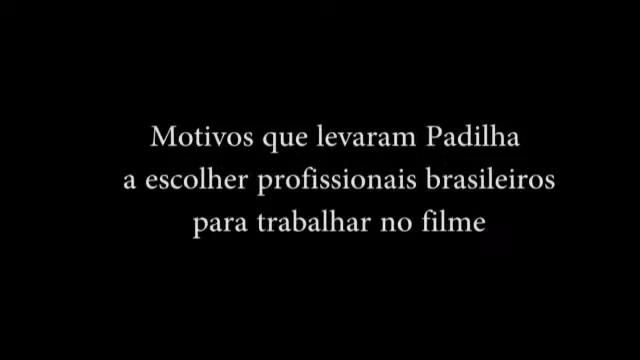 Motivos que levaram Padilha
a escolher profissionais brasileiros
para trabalhar no filme